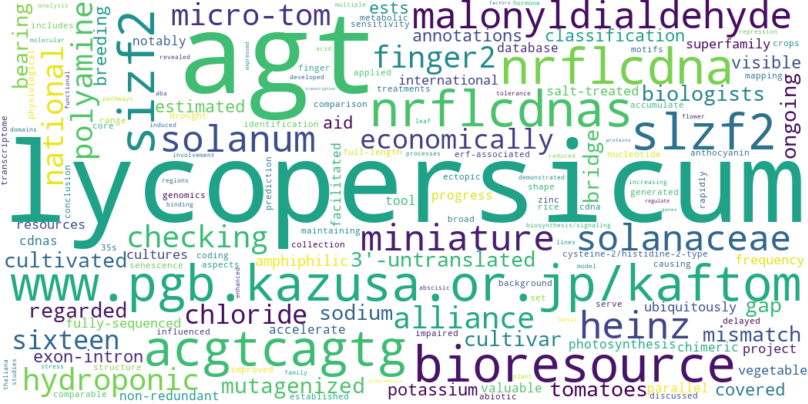 bearing
includes
analysis
national
physiological
functional
molecular
polyamine
breeding
micro-tom
ests
metabolic
sensitivity
multiple
factors
hormone
malonyldialdehyde
notably
annotations
classification
repression
crops
slzf2
agt
finger2
database
superfamily
motifs
mapping
international
nrflcdna
visible
acid
revealed
finger
developed
applied
expressed
transcription
treatments
tolerance
salt-treated
biologists
estimated
drought
aba
comparison
nrflcdnas
accumulate
ongoing
range
core
identification
induced
leaf
flower
transcriptome
domains
solanum
aid
economically
bridge
slzf2
pathways
processes
reduced
proteins
anthocyanin
conclusion
involvement
prediction
facilitated
full-length
erf-associated
nucleotide
lycopersicum
regions
genomics
binding
tool
progress
ectopic
demonstrated
shape
generated
increasing
regulate
genes
rapidly
resources
collection
maintaining
broad
zinc
rice
cdna
biosynthesis/signaling
cdnas
35s
checking
miniature
solanaceae
cultivated
cultures
coding
senescence
aspects
enhanced
amphiphilic
3'-untranslated
lines
cysteine-2/histidine-2-type
model
causing
frequency
www.pgb.kazusa.or.jp/kaftom
abscisic
background
set
serve
regarded
chloride
sodium
alliance
heinz
ubiquitously
gap
fully-sequenced
influenced
accelerate
impaired
delayed
mismatch
sixteen
acgtcagtg
cultivar
photosynthesis
chimeric
project
exon-intron
improved
basic
thaliana
studies
stress
structure
family
bioresource
plant
vegetable
hydroponic
mutagenized
potassium
valuable
tomatoes
parallel
covered
comparable
non-redundant
established
abiotic
discussed